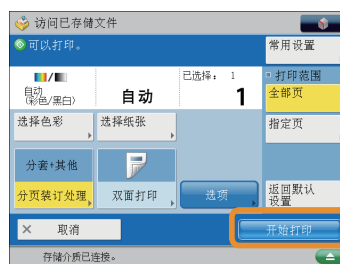 访问已存储文件
可以打印。
常用设置
自动
(彩色/黑白)
自动
已选择: 1
1
打印范围
全部页
选择色彩
选择纸张
指定页
分套+其他
分页装订处理
双面打印
选项
返回默认
设置
× 取消
开始打印
存储介质已连接。